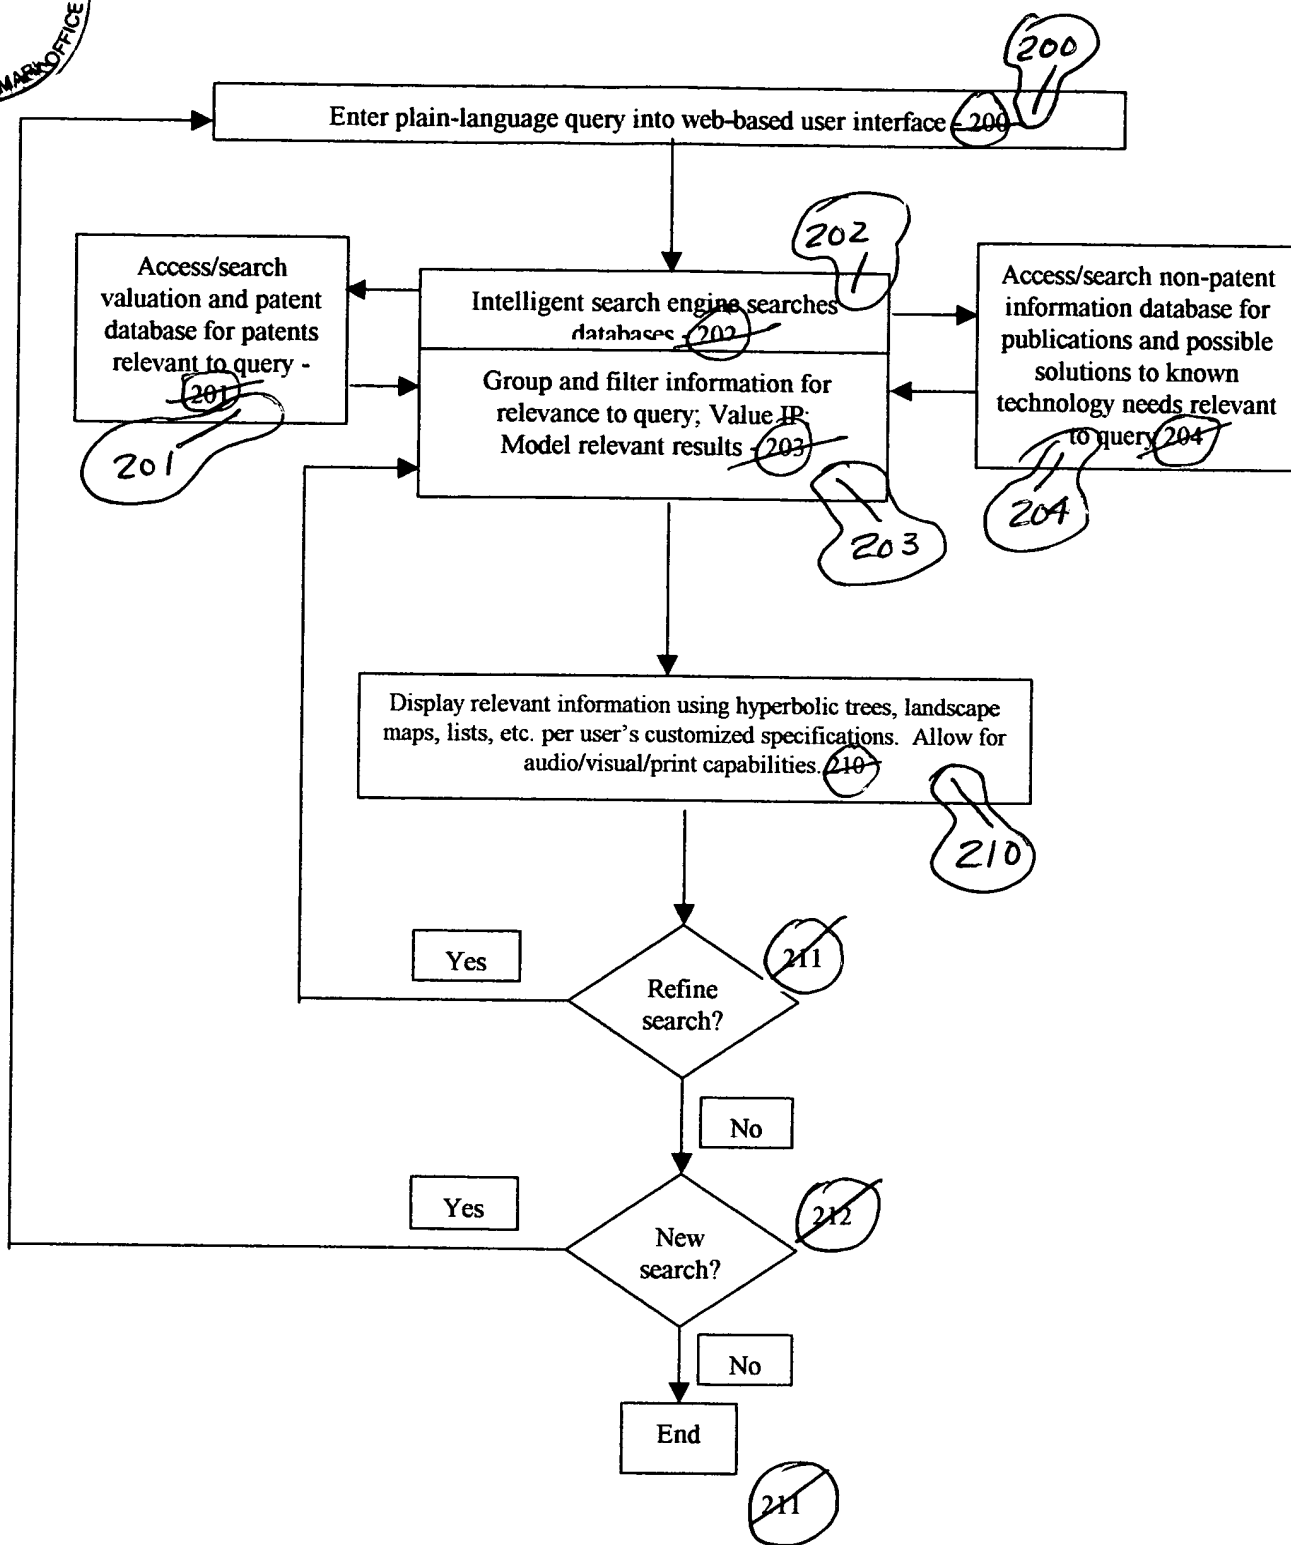 MARK OFFICE
200
Enter plain-language query into web-based user interface - 200
202
Access/search
valuation and patent
database for patents
relevant to query -
201
201
Intelligent search engine searches
databases - 202
Group and filter information for
relevance to query; Value IP;
Model relevant results - 203
203
Access/search non-patent
information database for
publications and possible
solutions to known
technology needs relevant
to query 204
204
Display relevant information using hyperbolic trees, landscape
maps, lists, etc. per user's customized specifications. Allow for
audio/visual/print capabilities. 210
210
211
Yes
Refine
search?
No
212
Yes
New
search?
No
End
211